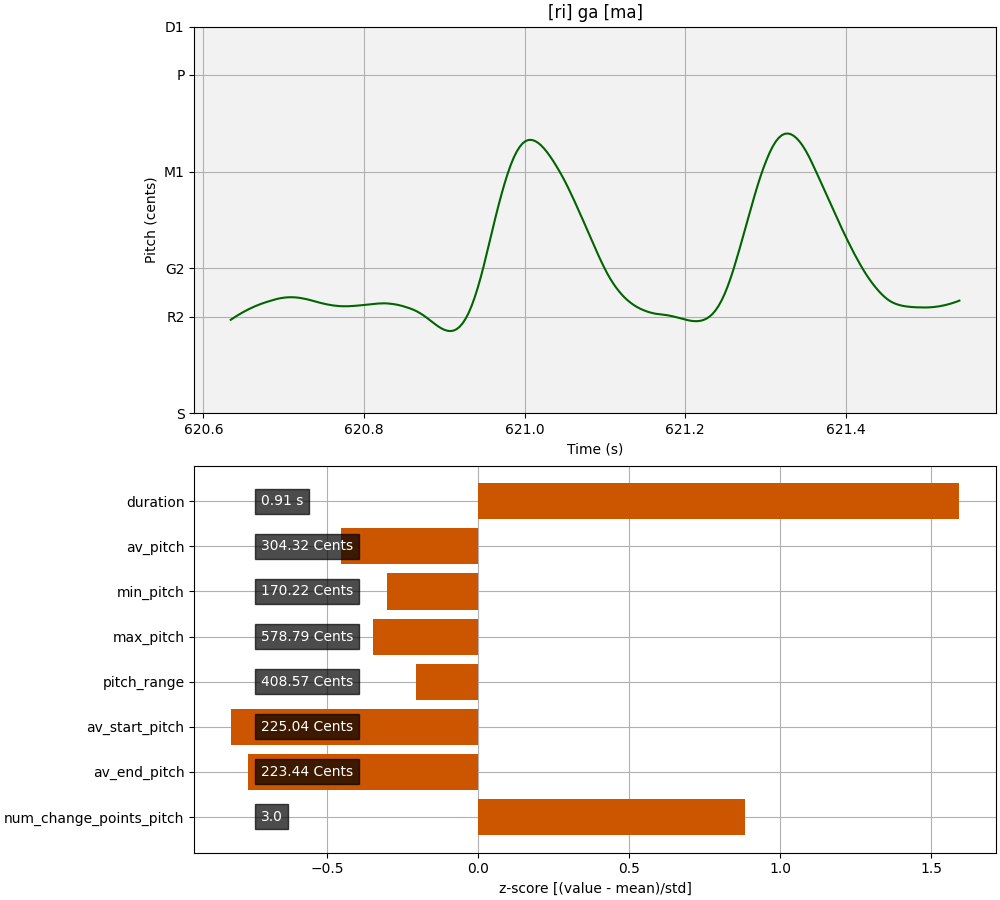 [ri] ga [ma]
D1
P
M1
G2
R2
S
Pitch (cents)
620.6 620.8 621.0 621.2 621.4
Time (s)
duration 0.91 s
av_pitch 304.32 Cents
min_pitch 170.22 Cents
max_pitch 578.79 Cents
pitch_range 408.57 Cents
av_start_pitch 225.04 Cents
av_end_pitch 223.44 Cents
num_change_points_pitch 3.0
−0.5 0.0 0.5 1.0 1.5
z-score [(value - mean)/std]